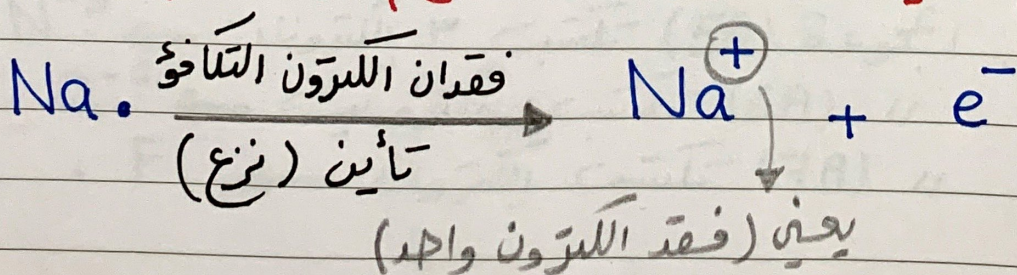 فقدان الكترون التكافؤ
Na. → Na⁺ + e⁻
تأين (نزع)
يعني (فقد الكترون واحد)